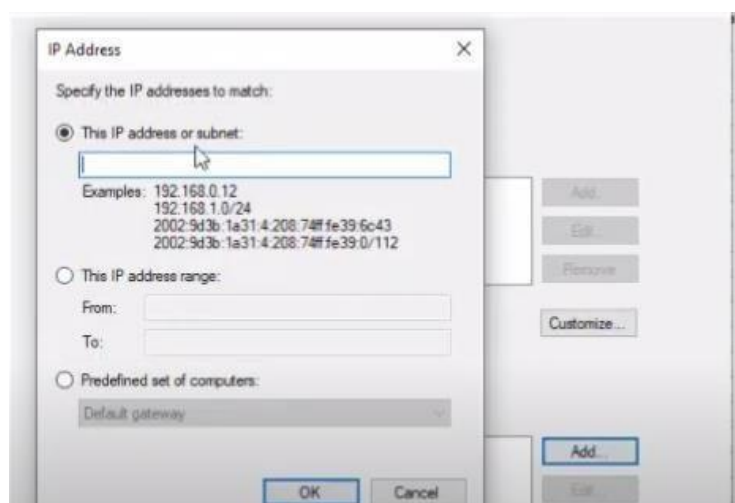 IP Address
Specify the IP addresses to match:
This IP address or subnet:
Examples: 192.168.0.12
192.168.1.0/24
2002:9d3b:1a31:4:208:74ff:fe39:6c43
2002:9d3b:1a31:4:208:74ff:fe39:0/112
This IP address range:
From:
To:
Predefined set of computers:
Default gateway
OK Cancel
Add...
Edit...
Remove
Customize...
Add...
Edit...